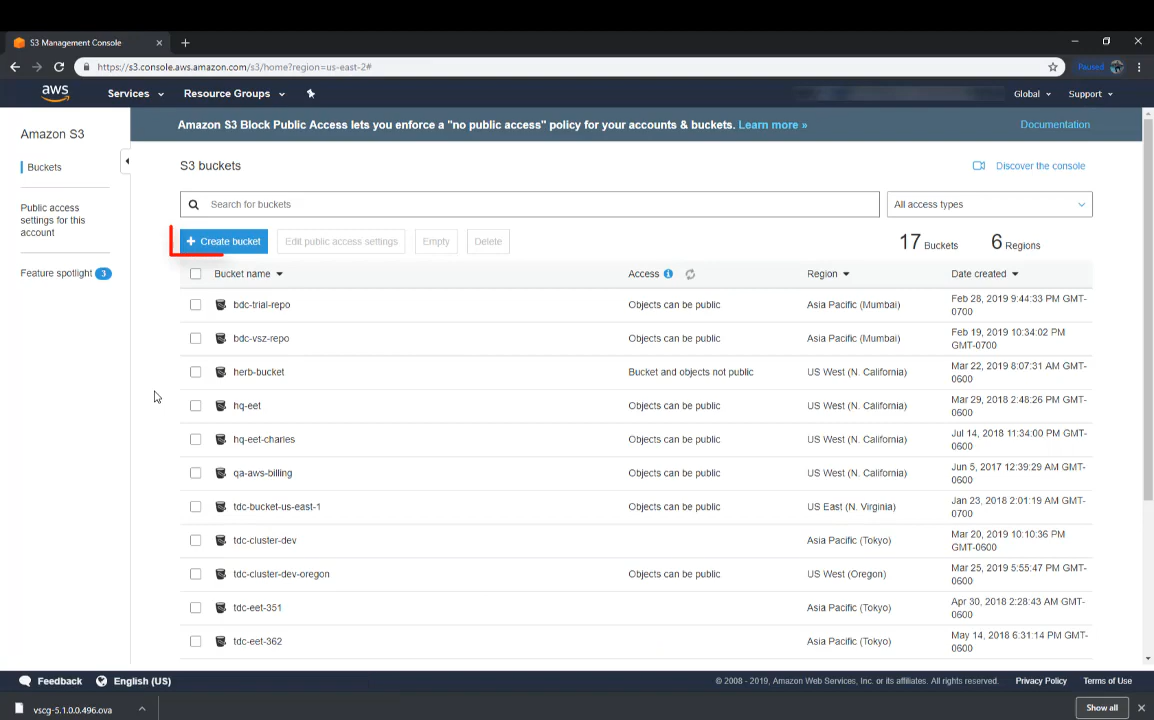 S3 Management Console
https://s3.console.aws.amazon.com/s3/home?region=us-east-2#
Paused
aws
Services
Resource Groups
Global
Support
Amazon S3
Buckets
Public access
settings for this
account
Feature spotlight 3
Amazon S3 Block Public Access lets you enforce a "no public access" policy for your accounts & buckets. Learn more »
Documentation
S3 buckets
Discover the console
Search for buckets
All access types
+ Create bucket
Edit public access settings
Empty
Delete
17 Buckets
6 Regions
Bucket name
Access
Region
Date created
bdc-trial-repo
Objects can be public
Asia Pacific (Mumbai)
Feb 28, 2019 9:44:33 PM GMT-
0700
bdc-vsz-repo
Objects can be public
Asia Pacific (Mumbai)
Feb 19, 2019 10:34:02 PM
GMT-0700
herb-bucket
Bucket and objects not public
US West (N. California)
Mar 22, 2019 8:07:31 AM GMT-
0600
hq-eet
Objects can be public
US West (N. California)
Mar 29, 2018 2:48:26 PM GMT-
0600
hq-eet-charles
Objects can be public
US West (N. California)
Jul 14, 2018 11:34:00 PM GMT-
0600
qa-aws-billing
Objects can be public
US West (N. California)
Jun 5, 2017 12:39:29 AM GMT-
0600
tdc-bucket-us-east-1
Objects can be public
US East (N. Virginia)
Jan 23, 2018 2:01:19 AM GMT-
0700
tdc-cluster-dev
Asia Pacific (Tokyo)
Mar 20, 2019 10:10:36 PM
GMT-0600
tdc-cluster-dev-oregon
Objects can be public
US West (Oregon)
Mar 25, 2019 5:55:47 PM GMT-
0600
tdc-eet-351
Asia Pacific (Tokyo)
Apr 30, 2018 2:28:43 AM GMT-
0600
tdc-eet-362
Asia Pacific (Tokyo)
May 14, 2018 6:31:14 PM GMT-
0600
Feedback
English (US)
© 2008 - 2019, Amazon Web Services, Inc. or its affiliates. All rights reserved.
Privacy Policy
Terms of Use
vscg-5.1.0.0.496.ova
Show all